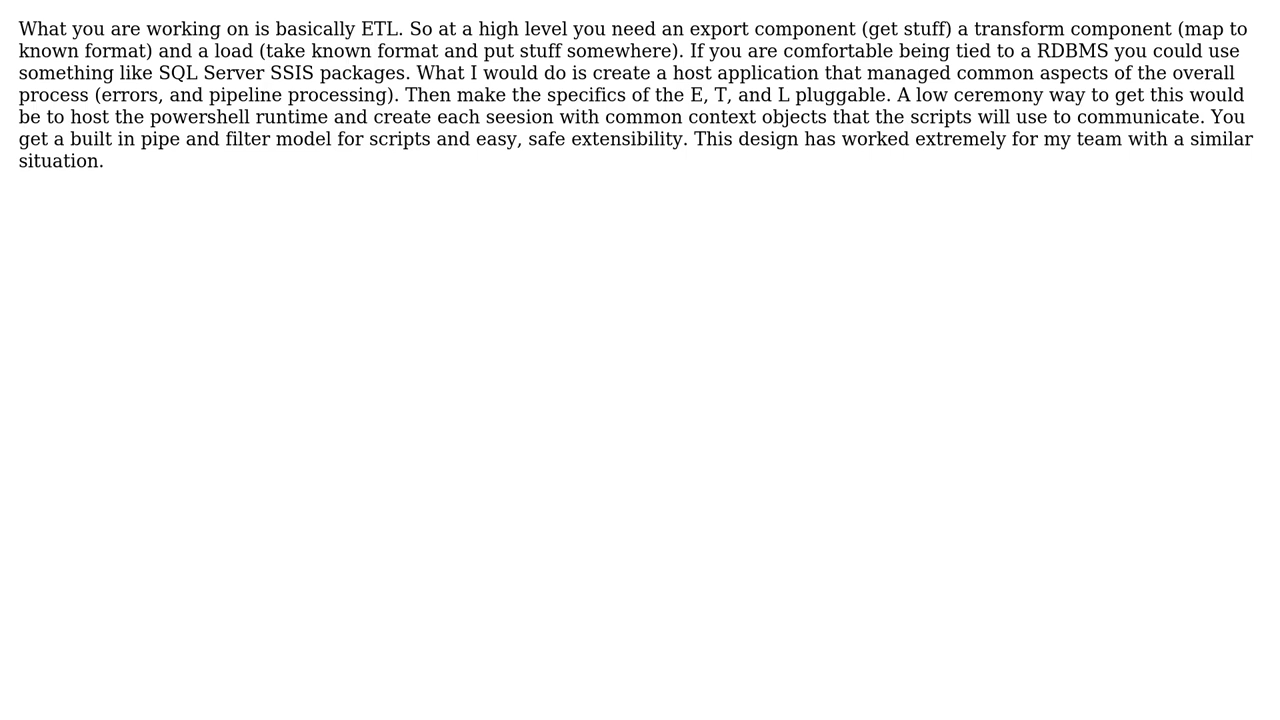 What you are working on is basically ETL. So at a high level you need an export component (get stuff) a transform component (map to
known format) and a load (take known format and put stuff somewhere). If you are comfortable being tied to a RDBMS you could use
something like SQL Server SSIS packages. What I would do is create a host application that managed common aspects of the overall
process (errors, and pipeline processing). Then make the specifics of the E, T, and L pluggable. A low ceremony way to get this would
be to host the powershell runtime and create each seesion with common context objects that the scripts will use to communicate. You
get a built in pipe and filter model for scripts and easy, safe extensibility. This design has worked extremely for my team with a similar
situation.